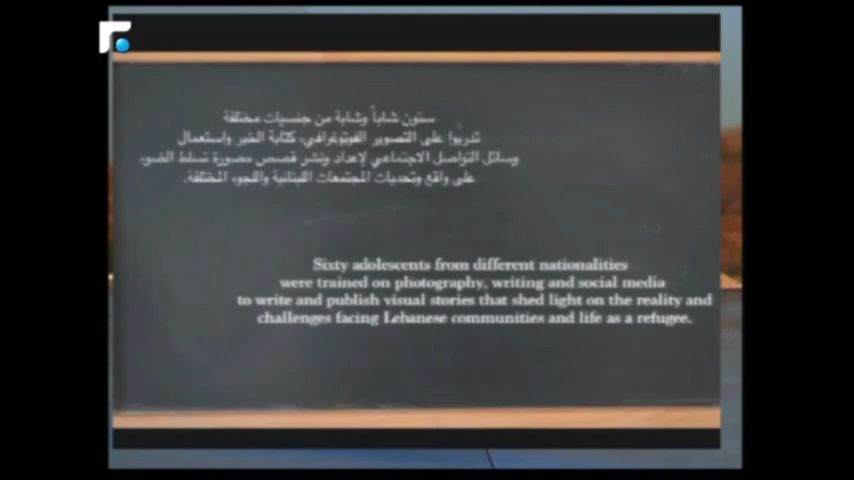 ستون شاباً وشابة من جنسيات مختلفة
تدربوا على التصوير الفوتوغرافي، كتابة الخبر واستعمال
وسائل التواصل الاجتماعي لإعداد ونشر قصص مصورة تسلط الضوء
على واقع وتحديات المجتمعات اللبنانية واللجوء المختلفة.
Sixty adolescents from different nationalities
were trained on photography, writing and social media
to write and publish visual stories that shed light on the reality and
challenges facing Lebanese communities and life as a refugee.